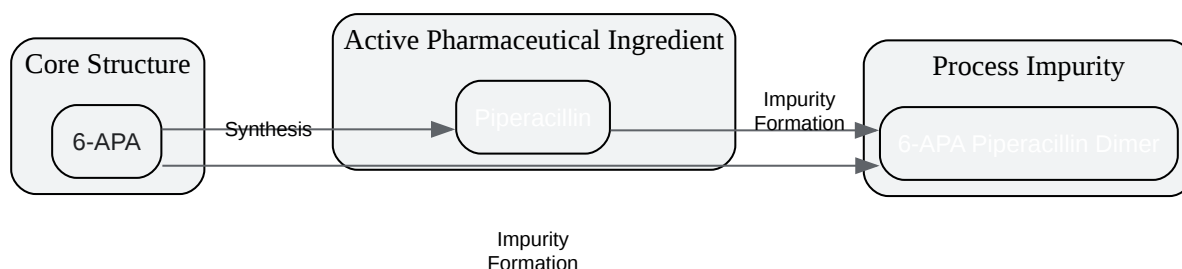 Core Structure
6-APA
Synthesis
Active Pharmaceutical Ingredient
Piperacillin
Impurity
Formation
Process Impurity
6-APA Piperacillin Dimer
Impurity
Formation